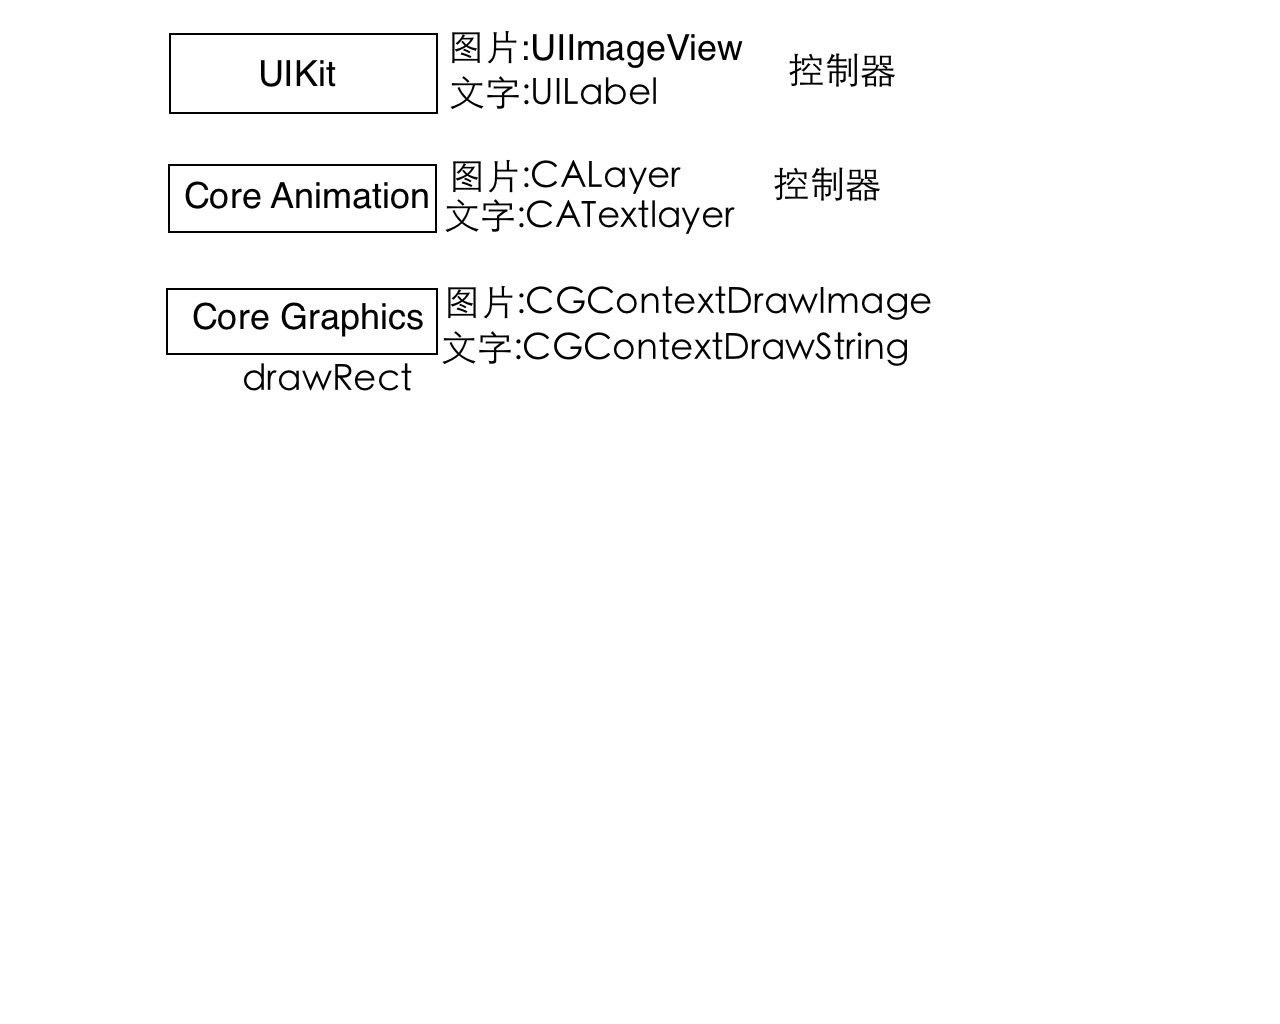 UIKit
图片:UIImageView
文字:UILabel
控制器
Core Animation
图片:CALayer
文字:CATextlayer
控制器
Core Graphics
图片:CGContextDrawImage
文字:CGContextDrawString
drawRect